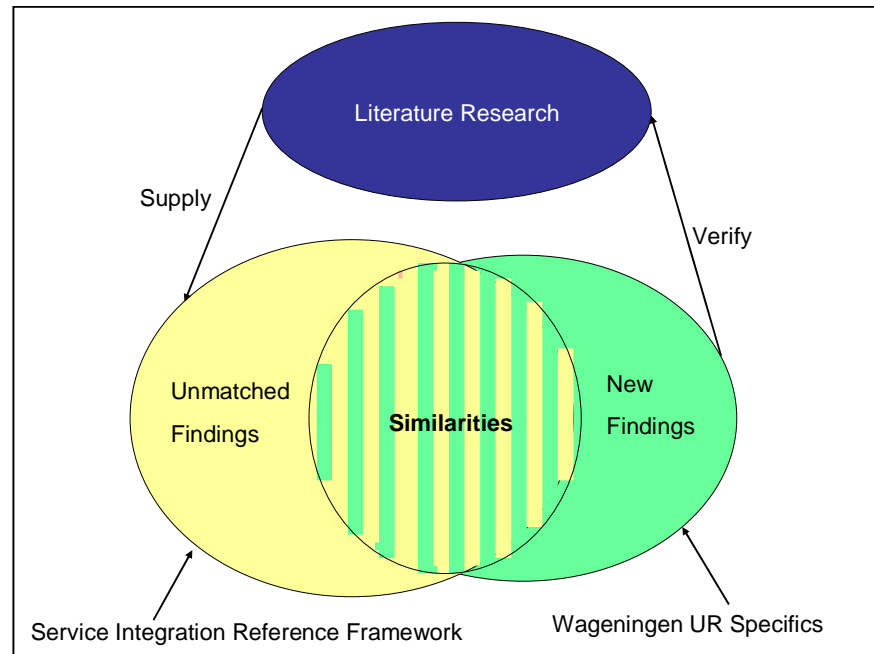 Literature Research
Supply
Verify
Unmatched
Findings
Similarities
New
Findings
Service Integration Reference Framework
Wageningen UR Specifics